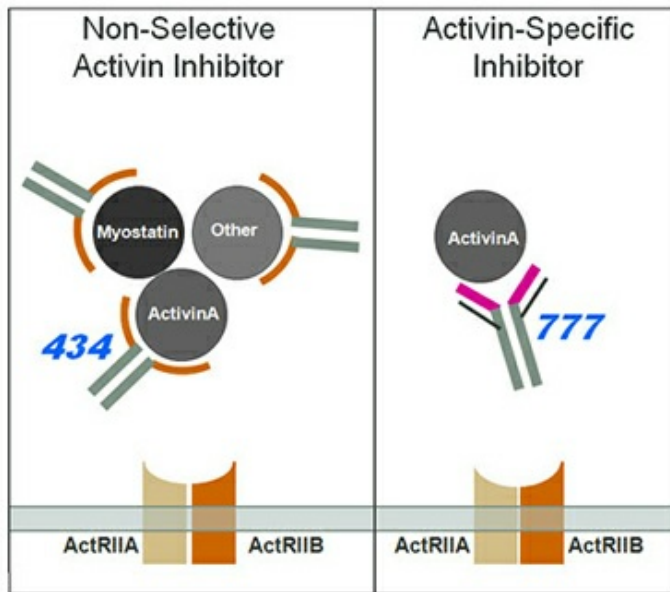 Non-Selective
Activin Inhibitor
Myostatin
Other
ActivinA
434
ActRIIA
ActRIIB
Activin-Specific
Inhibitor
ActivinA
777
ActRIIA
ActRIIB